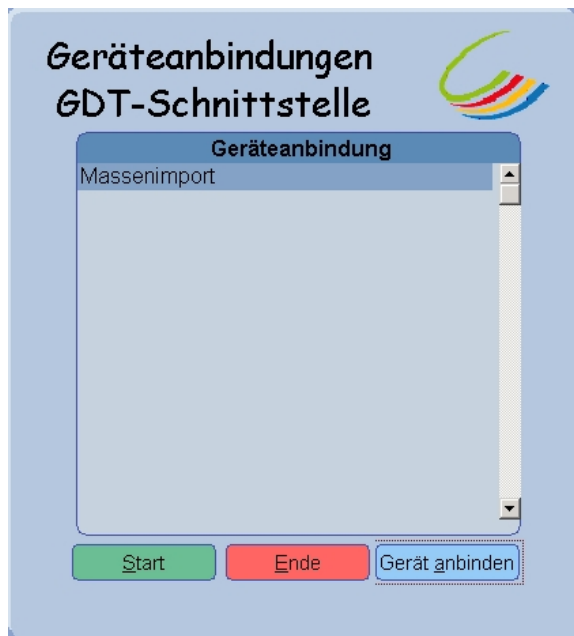 Geräteanbindungen
GDT-Schnittstelle
Geräteanbindung
Massenimport
Start
Ende
Gerät anbinden